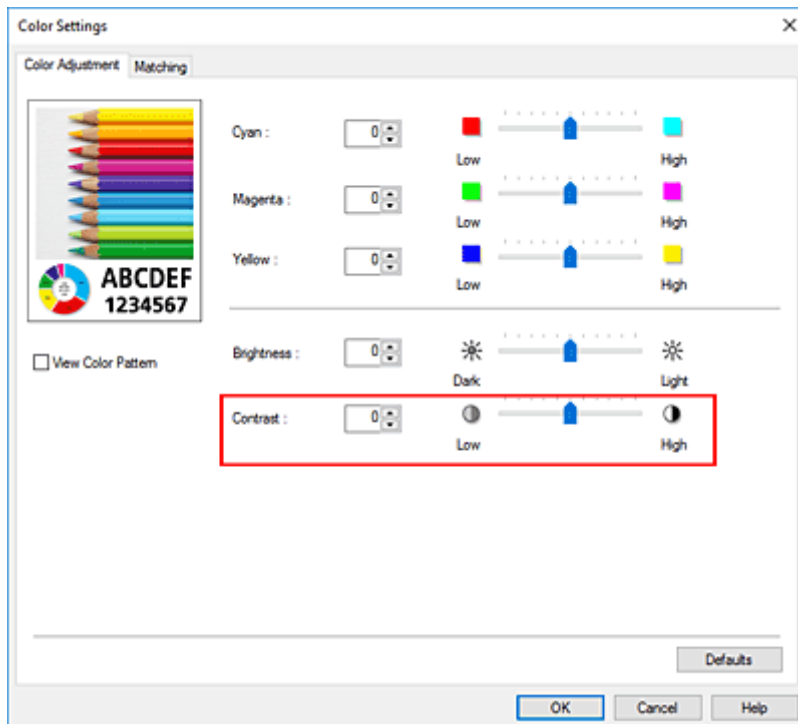 Color Settings
Color Adjustment Matching
Cyan : 0
Low High
Magenta : 0
Low High
Yellow : 0
Low High
ABCDEF
1234567
View Color Pattern
Brightness : 0
Dark Light
Contrast : 0
Low High
Defaults
OK Cancel Help